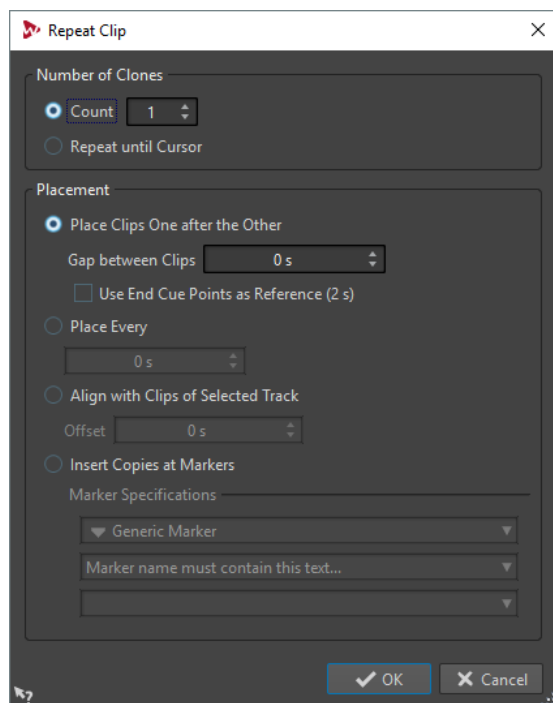 Repeat Clip
Number of Clones
Count 1
Repeat until Cursor
Placement
Place Clips One after the Other
Gap between Clips 0 s
Use End Cue Points as Reference (2 s)
Place Every
0 s
Align with Clips of Selected Track
Offset 0 s
Insert Copies at Markers
Marker Specifications
Generic Marker
Marker name must contain this text...
OK Cancel